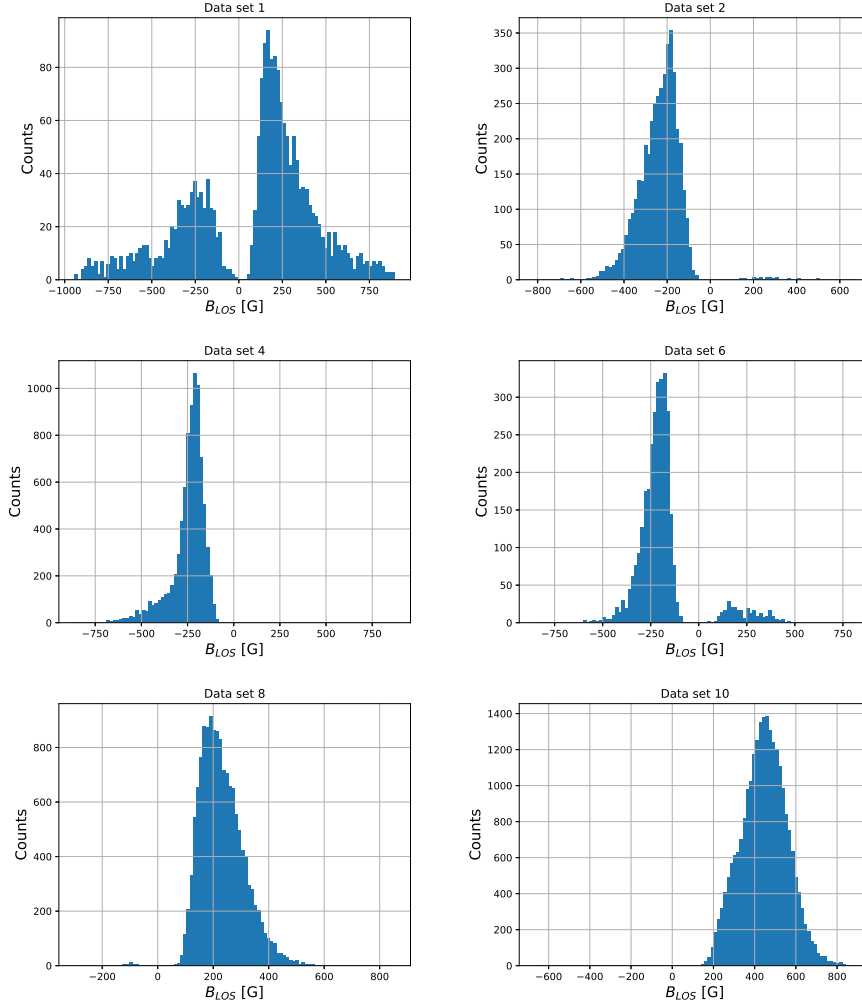 Data set 1
Data set 2
80
60
40
20
0
Counts
−1000 −750 −500 −250 0 250 500 750
B_LOS [G]
350
300
250
200
150
100
50
0
Counts
−800 −600 −400 −200 0 200 400 600
B_LOS [G]
Data set 4
Data set 6
1000
800
600
400
200
0
Counts
−750 −500 −250 0 250 500 750
B_LOS [G]
300
250
200
150
100
50
0
Counts
−750 −500 −250 0 250 500 750
B_LOS [G]
Data set 8
Data set 10
800
600
400
200
0
Counts
−200 0 200 400 600 800
B_LOS [G]
1400
1200
1000
800
600
400
200
0
Counts
−600 −400 −200 0 200 400 600 800
B_LOS [G]